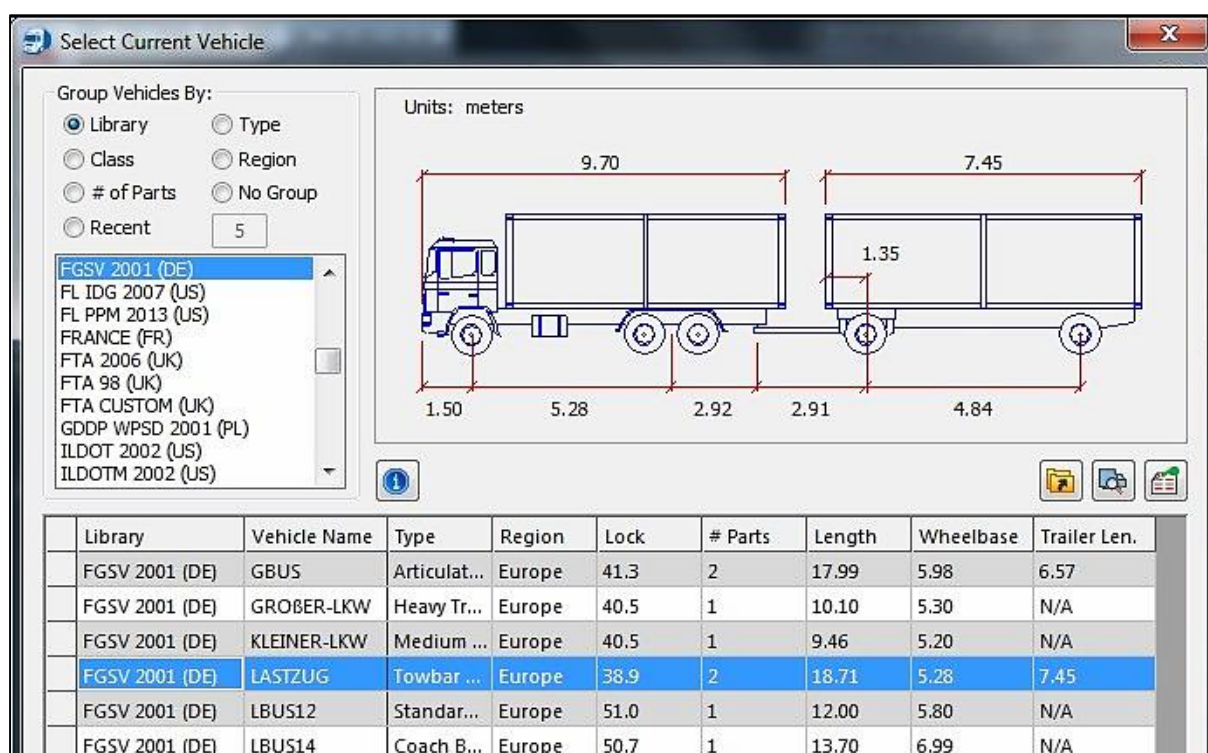 Select Current Vehicle
x
Group Vehicles By:
Library Type
Class Region
# of Parts No Group
Recent 5
FGSV 2001 (DE)
FL IDG 2007 (US)
FL PPM 2013 (US)
FRANCE (FR)
FTA 2006 (UK)
FTA 98 (UK)
FTA CUSTOM (UK)
GDDP WPSD 2001 (PL)
ILDOT 2002 (US)
ILDOTM 2002 (US)
Units: meters
9.70 7.45
1.35
1.50 5.28 2.92 2.91 4.84
Library Vehicle Name Type Region Lock # Parts Length Wheelbase Trailer Len.
FGSV 2001 (DE) GBUS Articulat... Europe 41.3 2 17.99 5.98 6.57
FGSV 2001 (DE) GROßER-LKW Heavy Tr... Europe 40.5 1 10.10 5.30 N/A
FGSV 2001 (DE) KLEINER-LKW Medium ... Europe 40.5 1 9.46 5.20 N/A
FGSV 2001 (DE) LASTZUG Towbar ... Europe 38.9 2 18.71 5.28 7.45
FGSV 2001 (DE) LBUS12 Standar... Europe 51.0 1 12.00 5.80 N/A
FGSV 2001 (DE) LBUS14 Coach B... Europe 50.7 1 13.70 6.99 N/A